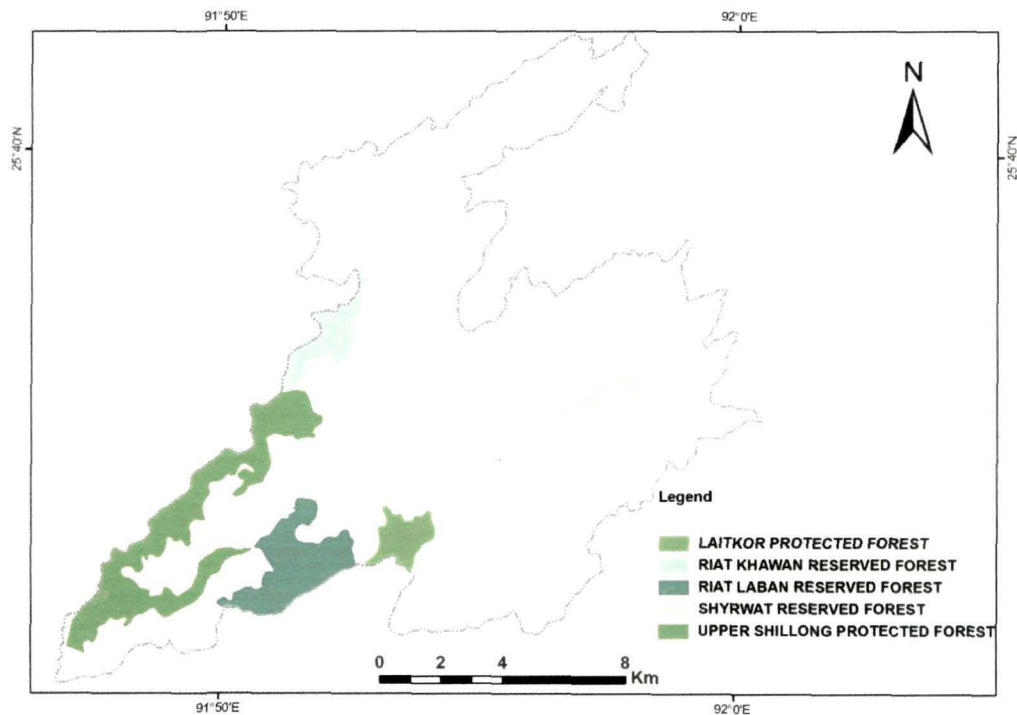 91°50'E 92°0'E
N
25°40'N 25°40'N
Legend
LAITKOR PROTECTED FOREST
RIAT KHAWAN RESERVED FOREST
RIAT LABAN RESERVED FOREST
SHYRWAT RESERVED FOREST
UPPER SHILLONG PROTECTED FOREST
0 2 4 8
Km
91°50'E 92°0'E